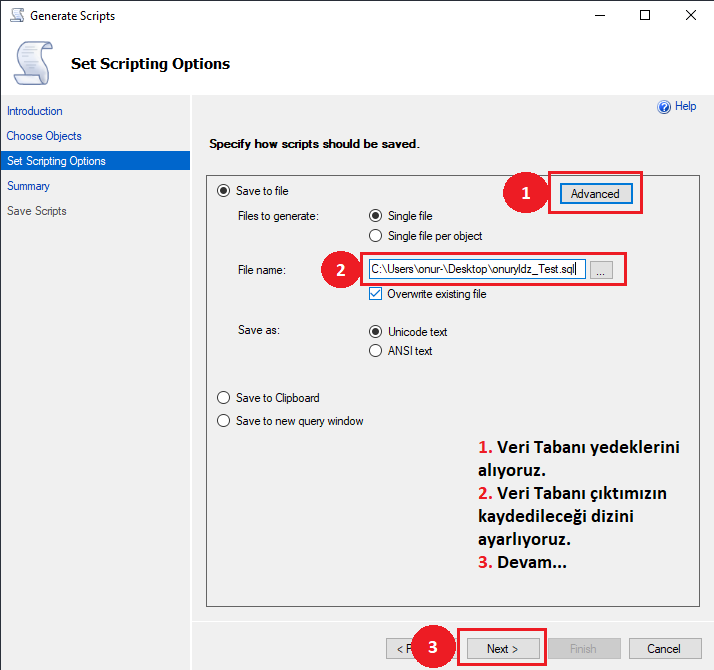 Generate Scripts
Set Scripting Options
Introduction
Choose Objects
Set Scripting Options
Summary
Save Scripts
Help
Specify how scripts should be saved.
Save to file
1
Advanced
Files to generate:
Single file
Single file per object
File name:
2
C:\Users\onur-\Desktop\onuryldz_Test.sql
...
Overwrite existing file
Save as:
Unicode text
ANSI text
Save to Clipboard
Save to new query window
1. Veri Tabanı yedeklerini
alıyoruz.
2. Veri Tabanı çıktımızın
kaydedileceği dizini
ayarlıyoruz.
3. Devam...
<
3
Next >
Finish
Cancel